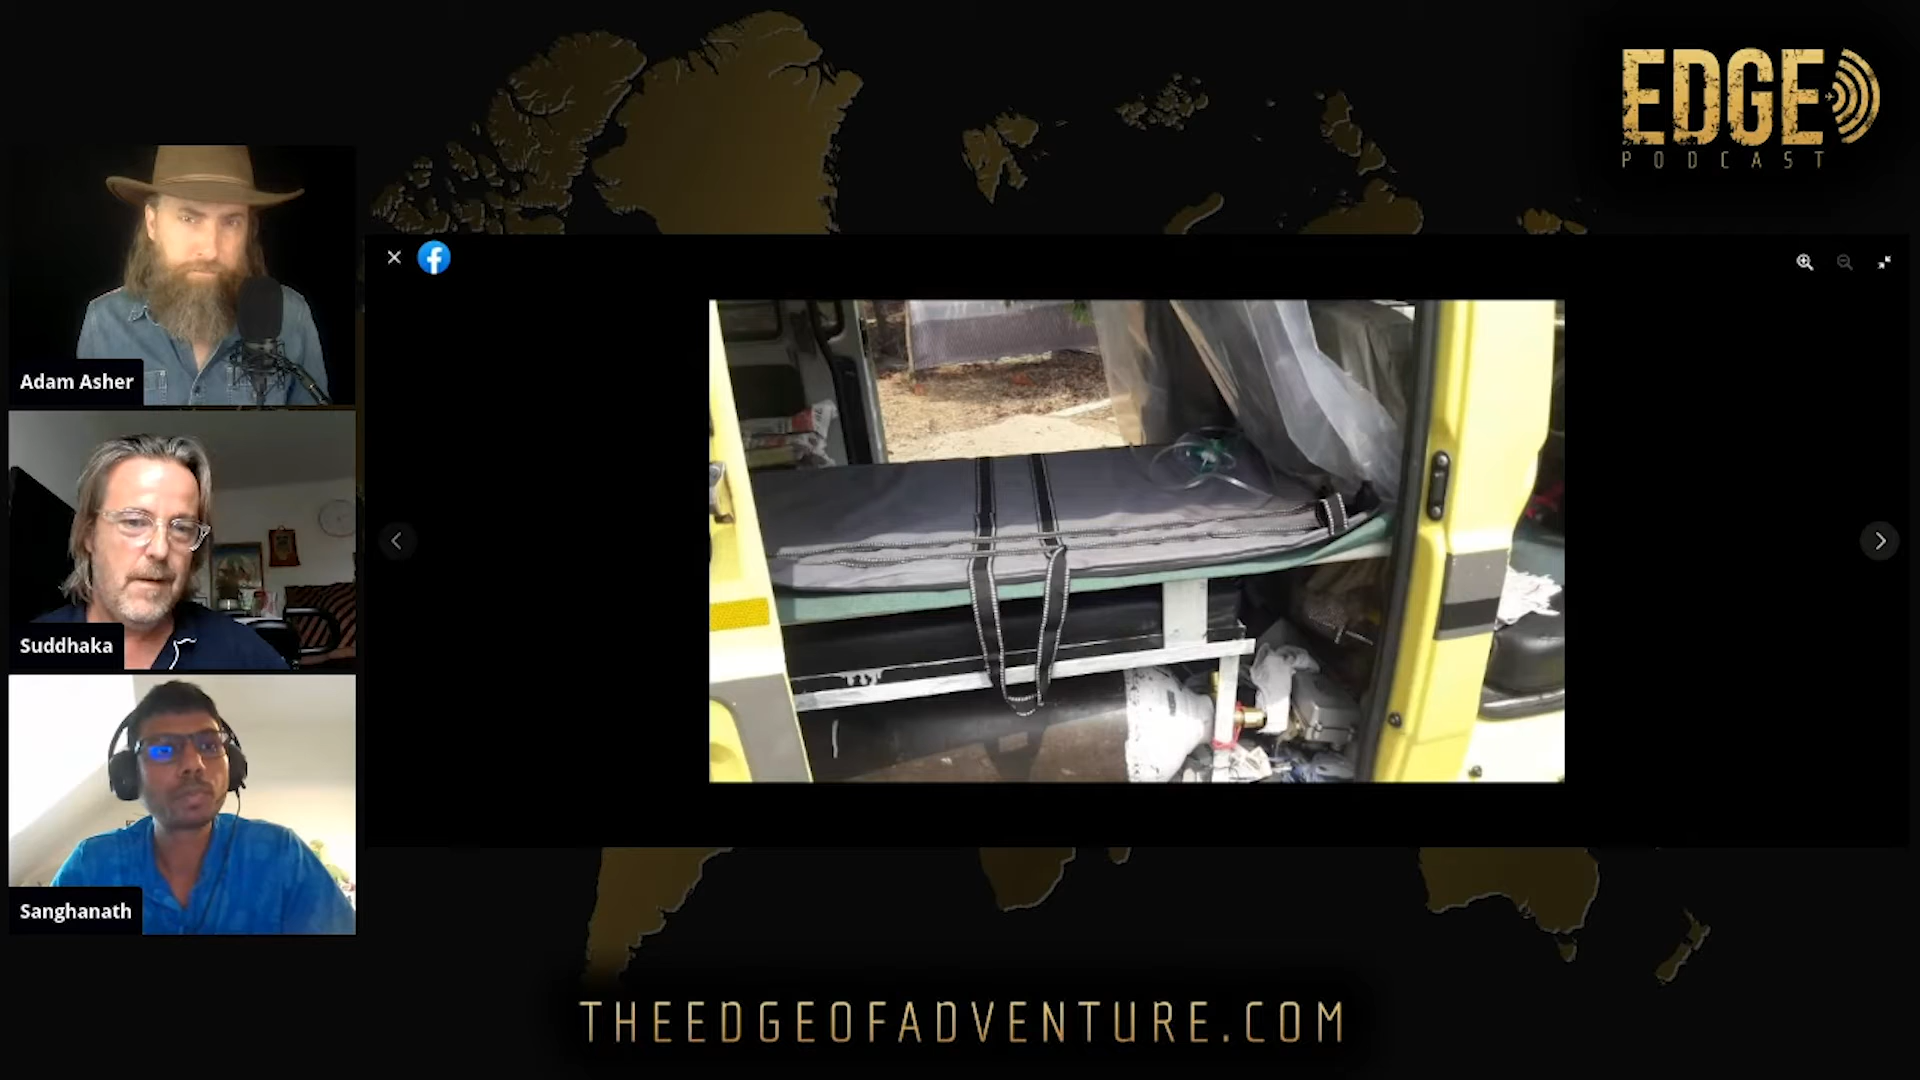 EDGE
PODCAST
Adam Asher
Suddhaka
Sanghanath
THEEDGEOFADVENTURE.COM